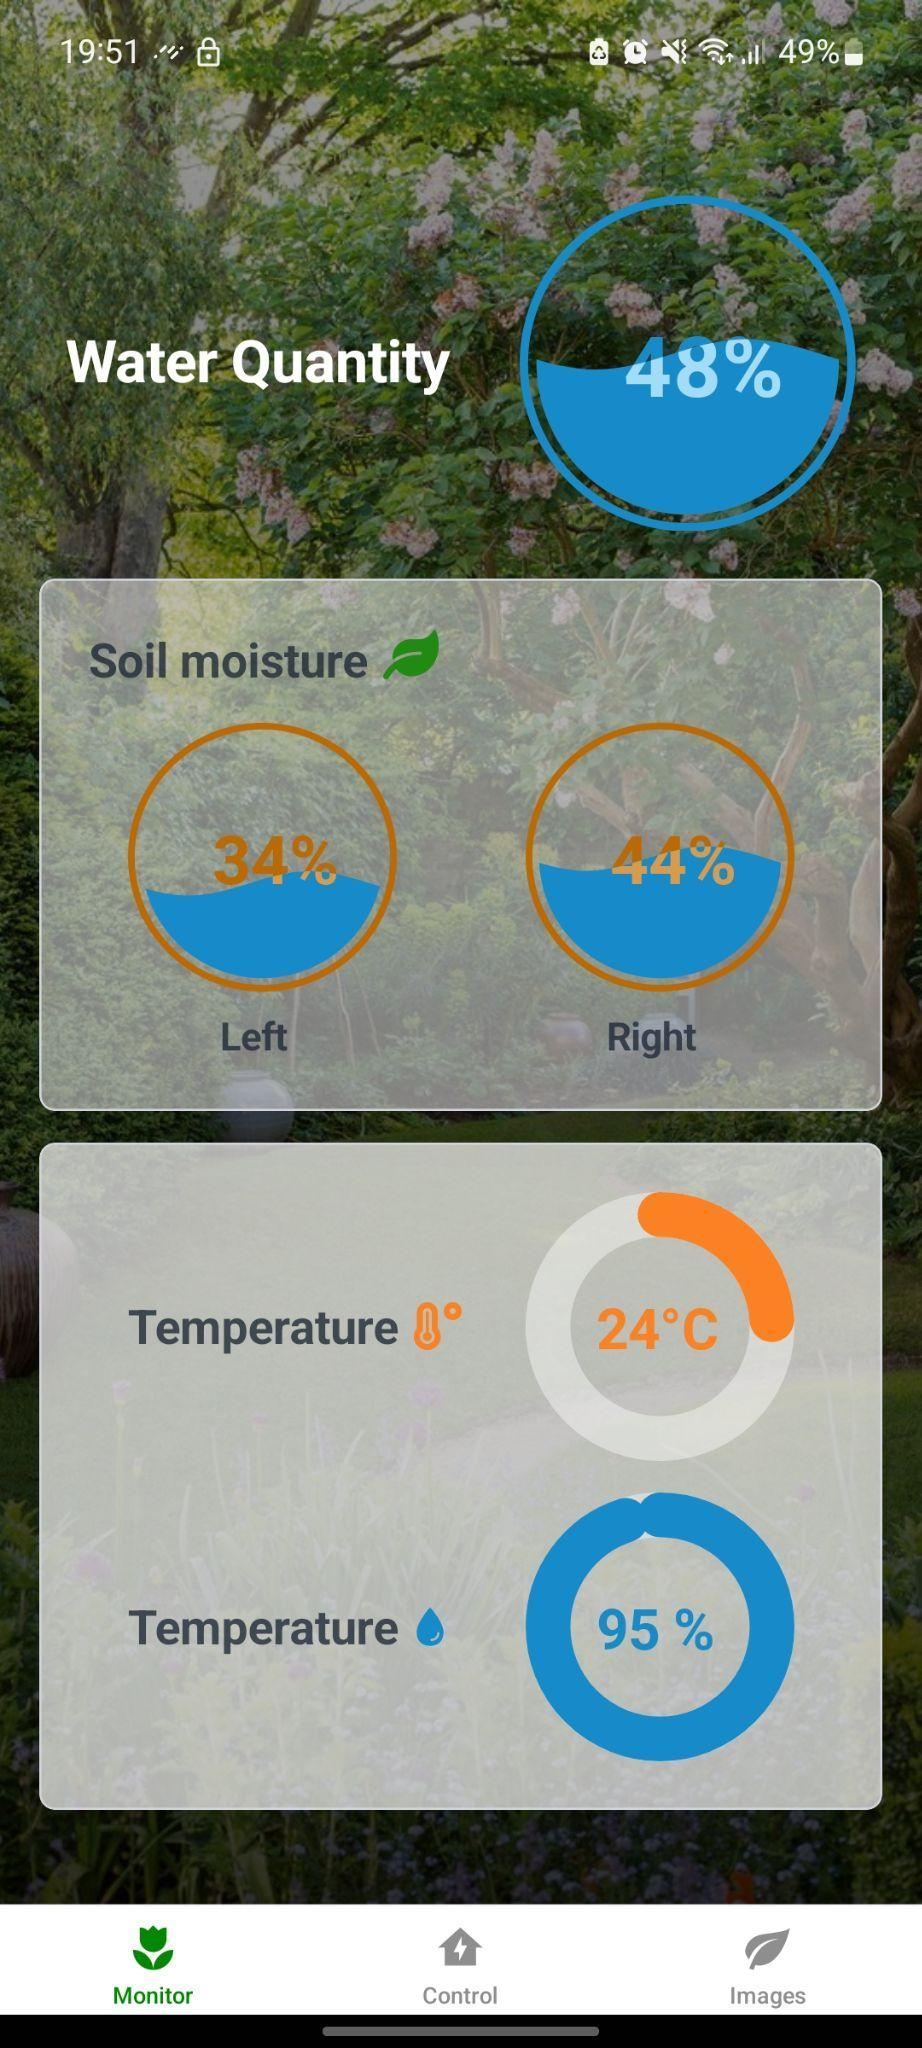 19:51 49%
Water Quantity 48%
Soil moisture
34% 44%
Left Right
Temperature 24°C
Temperature 95 %
Monitor Control Images